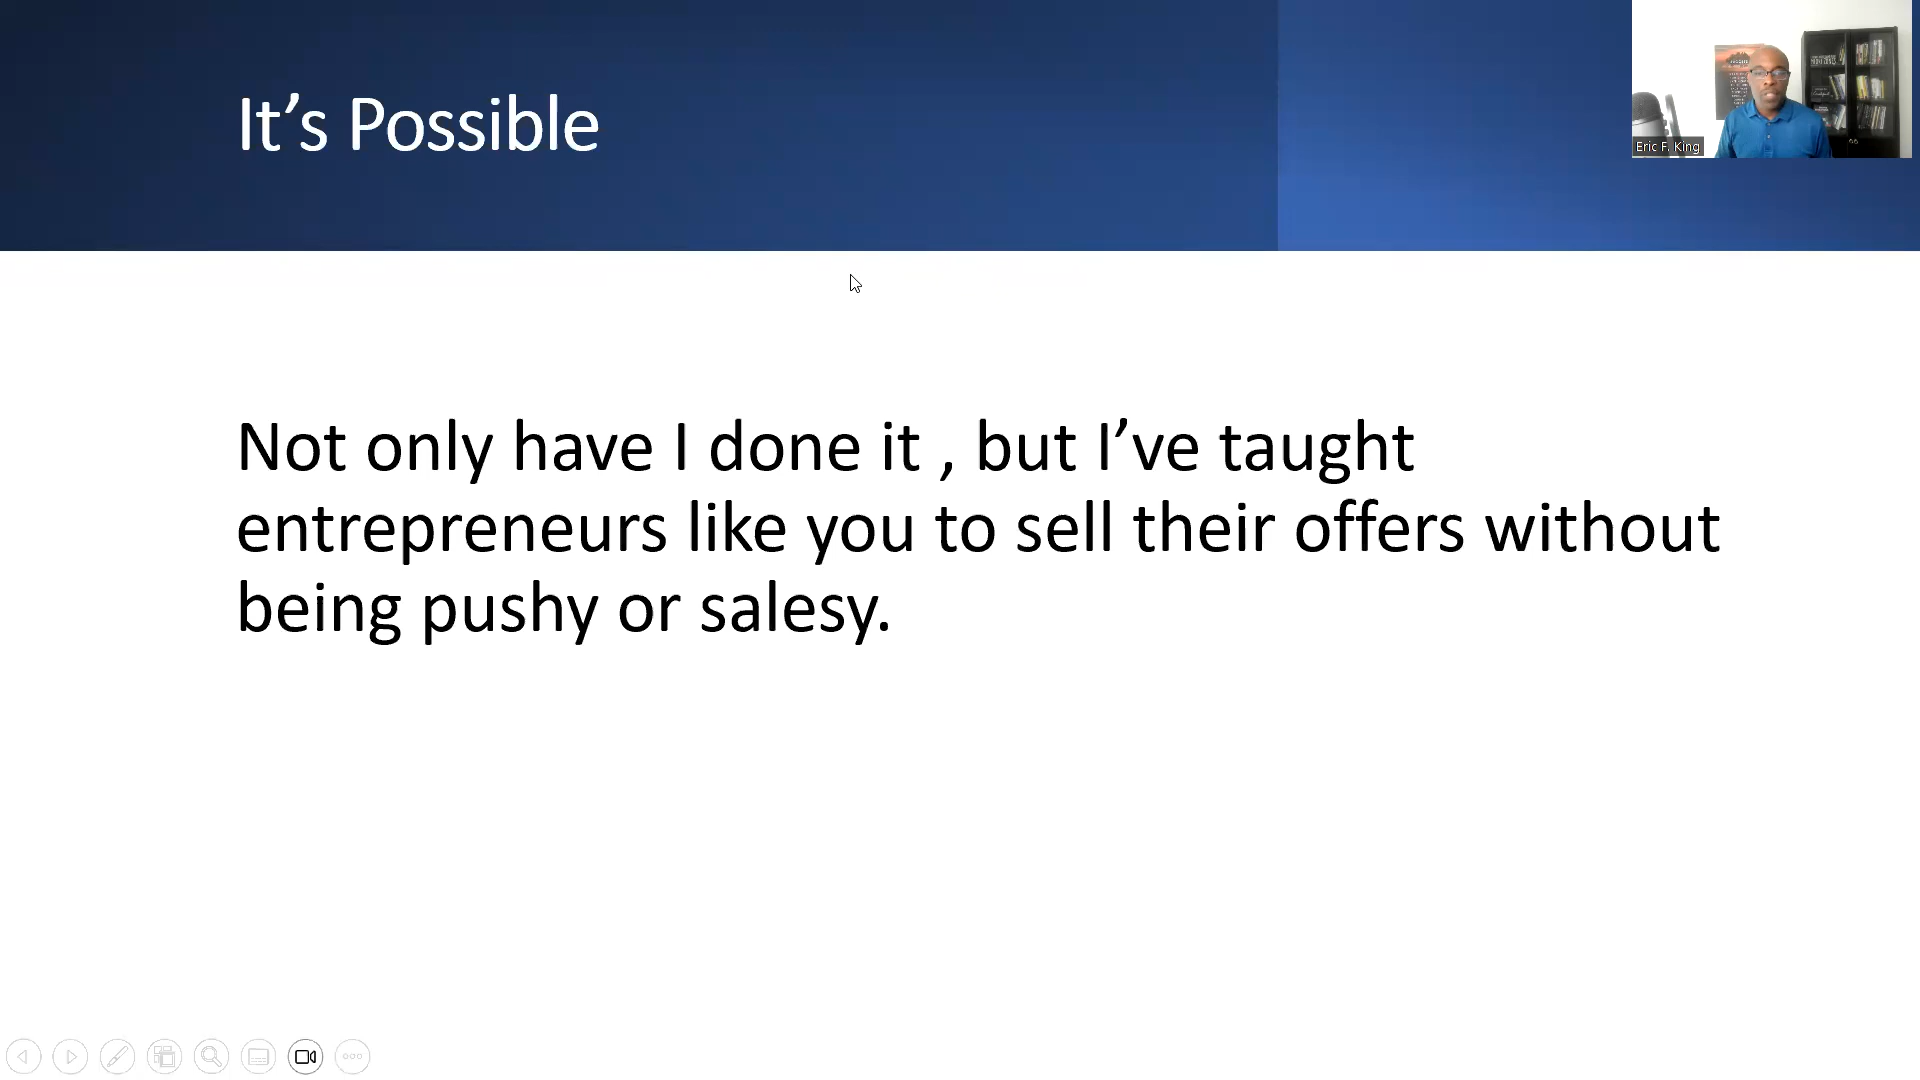 It’s Possible
Eric F. King
Not only have I done it , but I’ve taught
entrepreneurs like you to sell their offers without
being pushy or salesy.